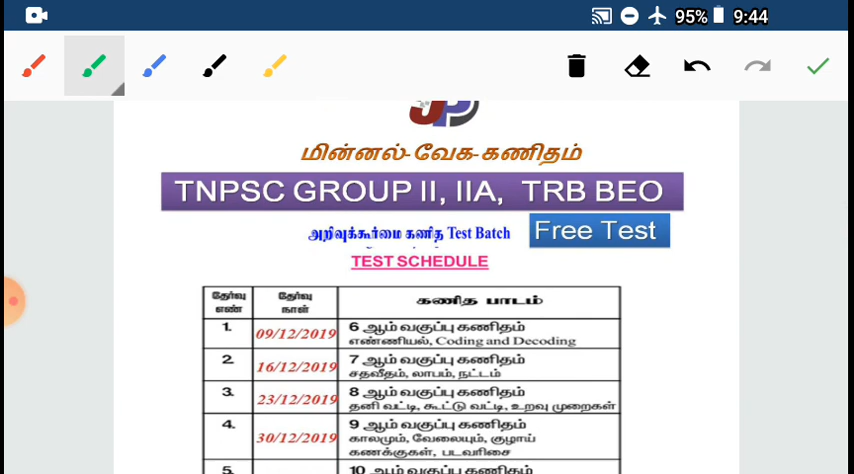 95% 9:44
JP
மின்னல்-வேக-கணிதம்
TNPSC GROUP II, IIA, TRB BEO
அறிவுக்கூர்மை கணித Test Batch Free Test
TEST SCHEDULE
தேர்வு எண் தேர்வு நாள் கணித பாடம்
1. 09/12/2019 6 ஆம் வகுப்பு கணிதம்
எண்ணியல், Coding and Decoding
2. 16/12/2019 7 ஆம் வகுப்பு கணிதம்
சதவீதம், லாபம், நட்டம்
3. 23/12/2019 8 ஆம் வகுப்பு கணிதம்
தனி வட்டி, கூட்டு வட்டி, உறவு முறைகள்
4. 30/12/2019 9 ஆம் வகுப்பு கணிதம்
காலமும், வேலையும், குழாய்
கணக்குகள், படவரிசை
5. 10 ஆம் வகுப்பு கணிதம்